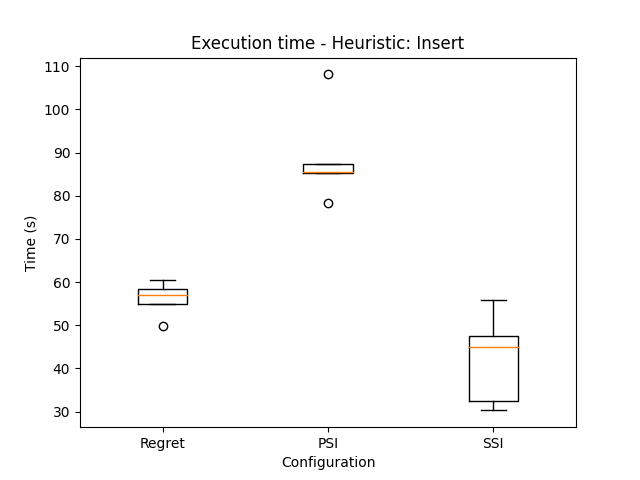 Execution time - Heuristic: Insert
110
100
90
80
70
60
50
40
30
Time (s)
Regret
PSI
SSI
Configuration